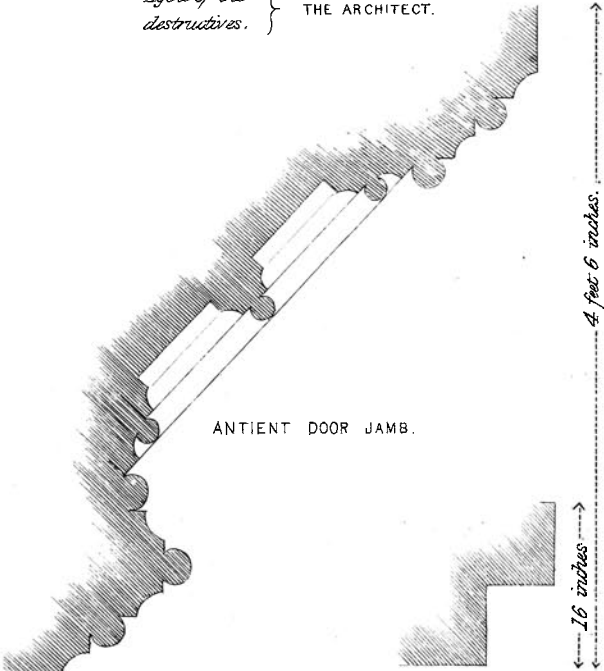 THE ARCHITECT.
destructives.
4 feet 6 inches.
ANTIENT DOOR JAMB.
16 inches